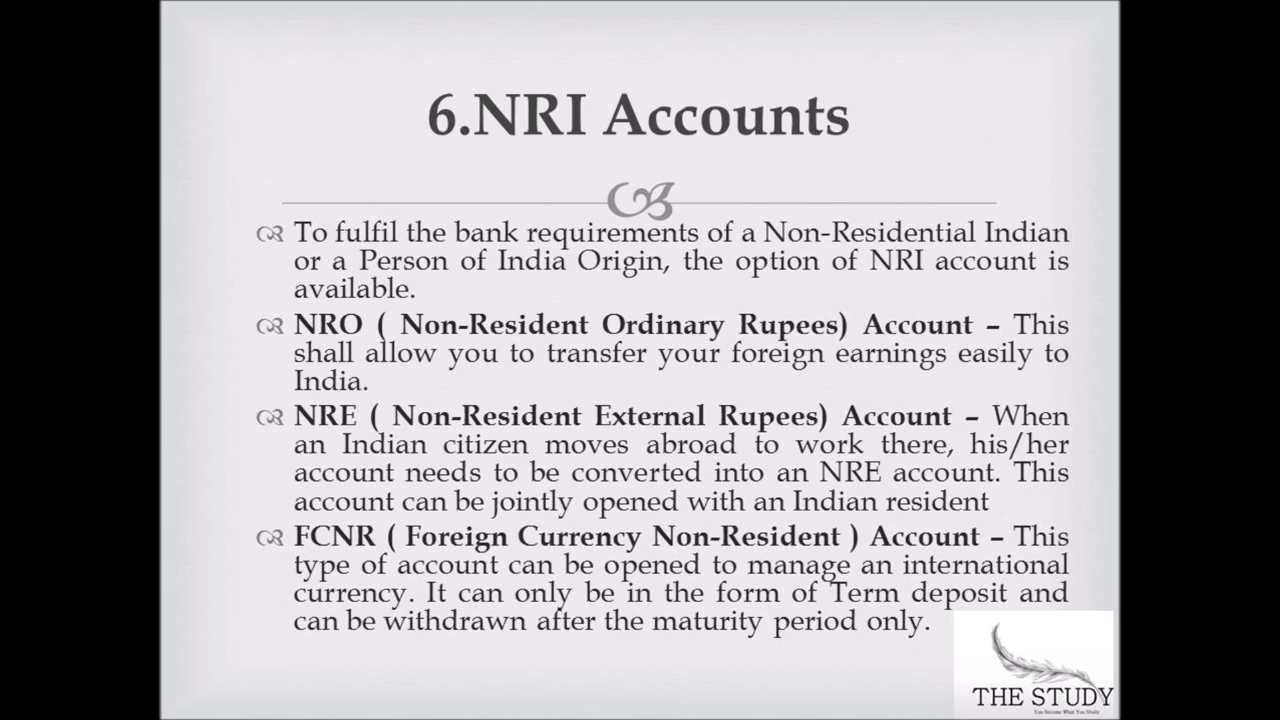 6.NRI Accounts
To fulfil the bank requirements of a Non-Residential Indian
or a Person of India Origin, the option of NRI account is
available.
NRO ( Non-Resident Ordinary Rupees) Account – This
shall allow you to transfer your foreign earnings easily to
India.
NRE ( Non-Resident External Rupees) Account – When
an Indian citizen moves abroad to work there, his/her
account needs to be converted into an NRE account. This
account can be jointly opened with an Indian resident
FCNR ( Foreign Currency Non-Resident ) Account – This
type of account can be opened to manage an international
currency. It can only be in the form of Term deposit and
can be withdrawn after the maturity period only.
THE STUDY
You Become What You Study